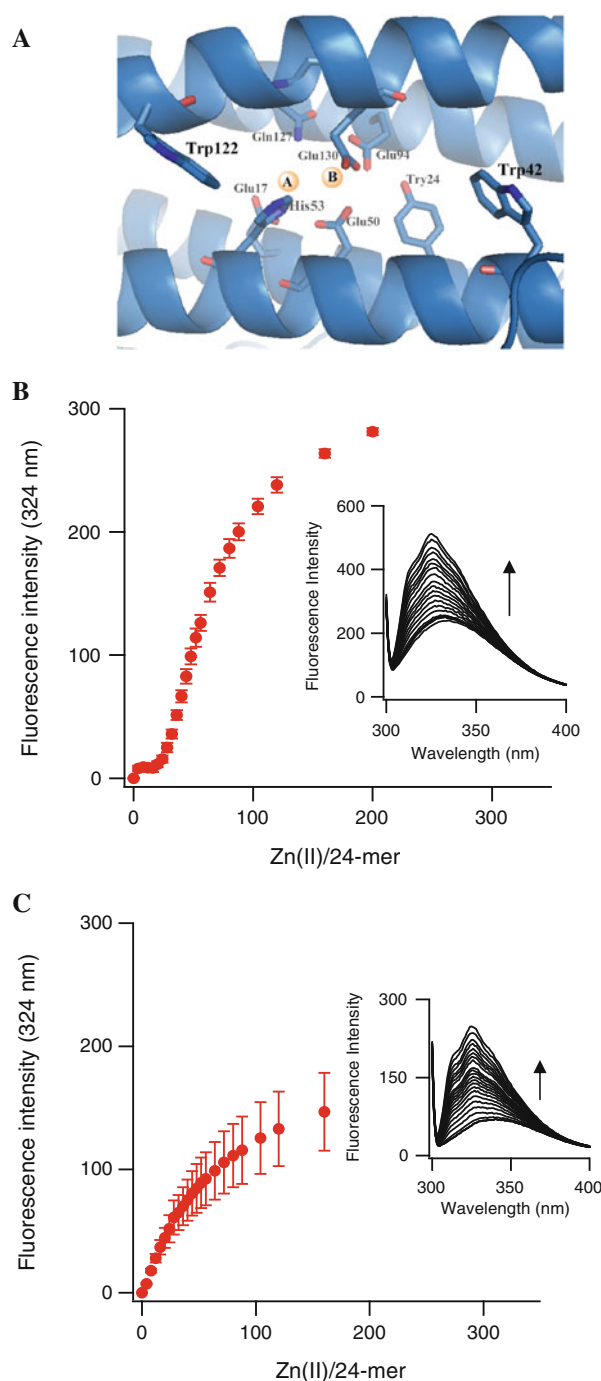 A
Trp122
Gln127
Glu130
Glu94
Trp42
A
B
Glu17
His53
Glu50
Try24
B
Fluorescence intensity (324 nm)
300
200
100
0
0
100
200
300
Zn(II)/24-mer
Fluorescence Intensity
600
400
200
0
300
350
400
Wavelength (nm)
C
Fluorescence intensity (324 nm)
300
200
100
0
0
100
200
300
Zn(II)/24-mer
Fluorescence Intensity
300
150
0
300
350
400
Wavelength (nm)